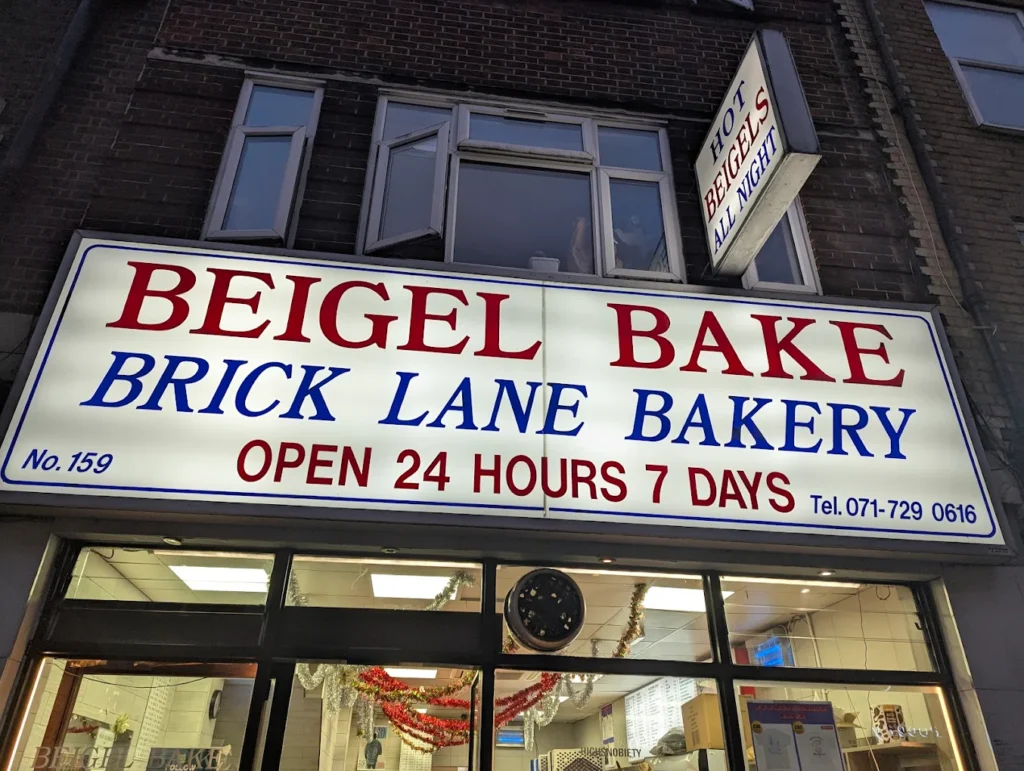 HOT
BEIGELS
ALL NIGHT
BEIGEL BAKE
BRICK LANE BAKERY
OPEN 24 HOURS 7 DAYS
No. 159
Tel. 071-729 0616
BEIGEL BAKE
HIGHSNOBIETY